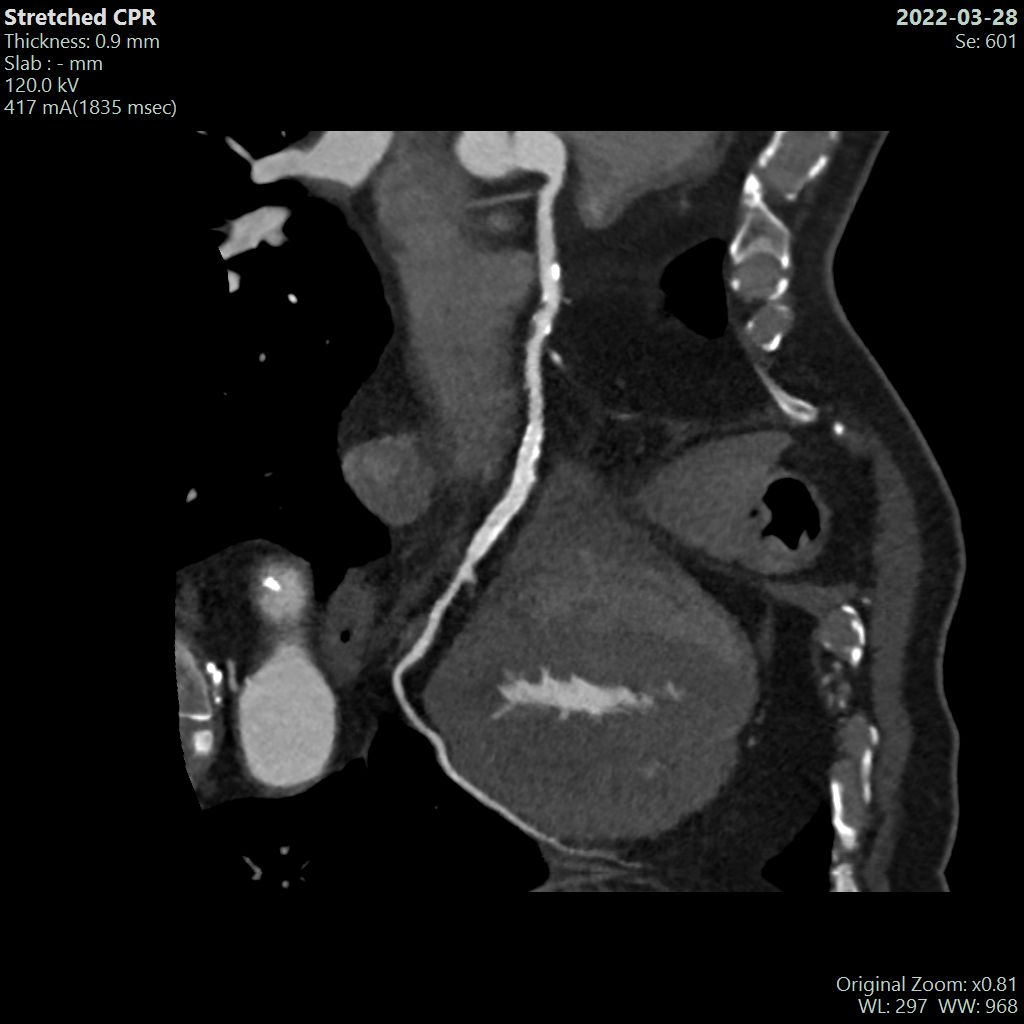 Stretched CPR
Thickness: 0.9 mm
Slab : - mm
120.0 kV
417 mA(1835 msec)
2022-03-28
Se: 601
Original Zoom: x0.81
WL: 297 WW: 968